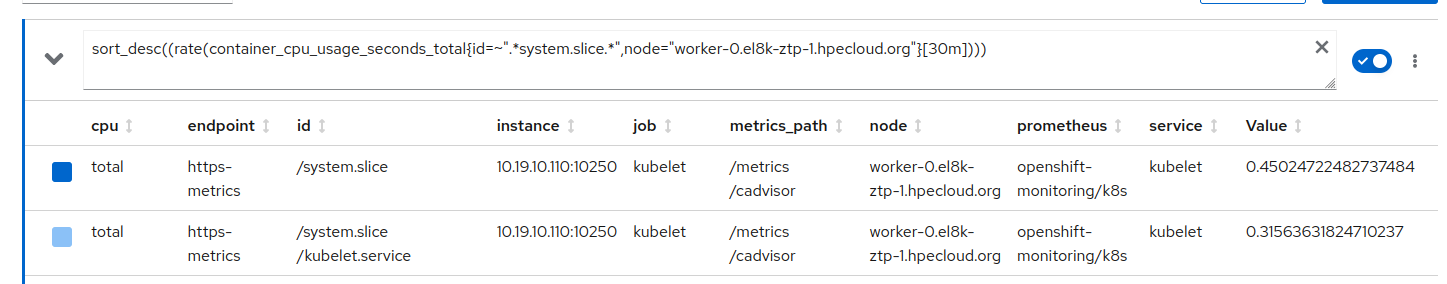 sort_desc((rate(container_cpu_usage_seconds_total{id=~".*system.slice.*",node="worker-0.el8k-ztp-1.hpecloud.org"}[30m])))
cpu endpoint id instance job metrics_path node prometheus service Value
total https- /system.slice 10.19.10.110:10250 kubelet /metrics worker-0.el8k- openshift- kubelet 0.45024722482737484
metrics /cadvisor ztp-1.hpecloud.org monitoring/k8s
total https- /system.slice 10.19.10.110:10250 kubelet /metrics worker-0.el8k- openshift- kubelet 0.31563631824710237
metrics /kubelet.service /cadvisor ztp-1.hpecloud.org monitoring/k8s